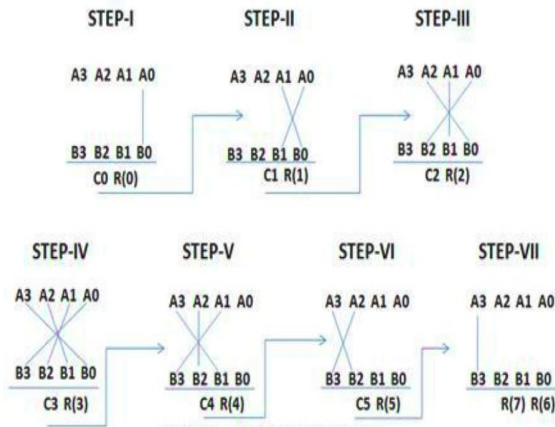 STEP-I STEP-II STEP-III
A3 A2 A1 A0 A3 A2 A1 A0 A3 A2 A1 A0
B3 B2 B1 B0 B3 B2 B1 B0 B3 B2 B1 B0
C0 R(0) C1 R(1) C2 R(2)
STEP-IV STEP-V STEP-VI STEP-VII
A3 A2 A1 A0 A3 A2 A1 A0 A3 A2 A1 A0 A3 A2 A1 A0
B3 B2 B1 B0 B3 B2 B1 B0 B3 B2 B1 B0 B3 B2 B1 B0
C3 R(3) C4 R(4) C5 R(5) R(7) R(6)